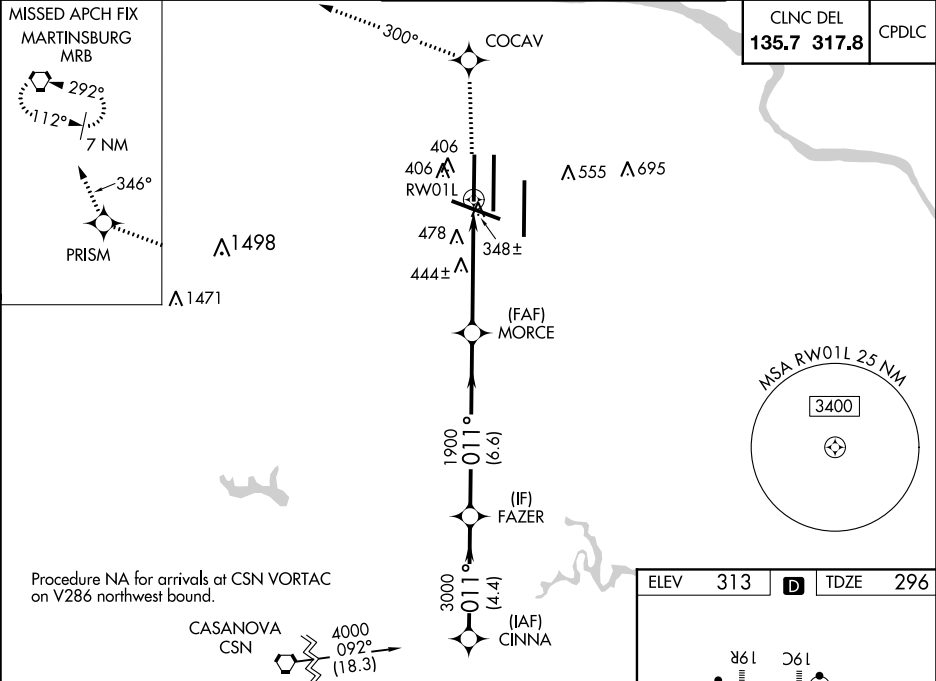 MISSED APCH FIX
MARTINSBURG
MRB
292°
112°
7 NM
346°
PRISM
300°
COCAV
CLNC DEL
135.7 317.8
CPDLC
406
406
RW01L
555
695
478
348±
444±
1498
1471
(FAF)
MORCE
MSA RW01L 25 NM
3400
1900
011°
(6.6)
(IF)
FAZER
3000
011°
(4.4)
(IAF)
CINNA
Procedure NA for arrivals at CSN VORTAC
on V286 northwest bound.
CASANOVA
CSN
4000
092°
(18.3)
ELEV 313
D
TDZE 296
19R
19C